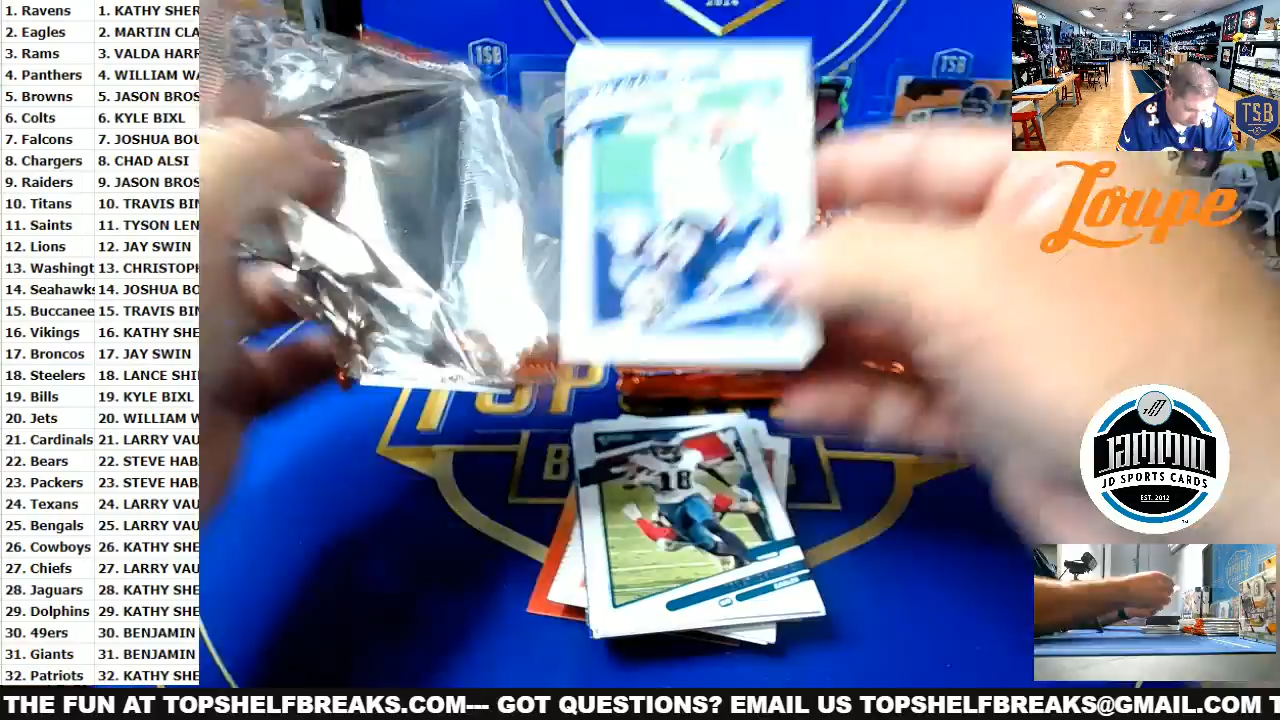 1. Ravens 1. KATHY SHER
2. Eagles 2. MARTIN CLA
3. Rams 3. VALDA HARR
4. Panthers 4. WILLIAM WA
5. Browns 5. JASON BROS
6. Colts 6. KYLE BIXL
7. Falcons 7. JOSHUA BOU
8. Chargers 8. CHAD ALSI
9. Raiders 9. JASON BROS
10. Titans 10. TRAVIS BIN
11. Saints 11. TYSON LEN
12. Lions 12. JAY SWIN
13. Washingt 13. CHRISTOPH
14. Seahawks 14. JOSHUA BO
15. Buccanee 15. TRAVIS BIN
16. Vikings 16. KATHY SHE
17. Broncos 17. JAY SWIN
18. Steelers 18. LANCE SHI
19. Bills 19. KYLE BIXL
20. Jets 20. WILLIAM W
21. Cardinals 21. LARRY VAU
22. Bears 22. STEVE HAB
23. Packers 23. STEVE HAB
24. Texans 24. LARRY VAU
25. Bengals 25. LARRY VAU
26. Cowboys 26. KATHY SHE
27. Chiefs 27. LARRY VAU
28. Jaguars 28. KATHY SHE
29. Dolphins 29. KATHY SHE
30. 49ers 30. BENJAMIN
31. Giants 31. BENJAMIN
32. Patriots 32. KATHY SHE
TSB
TSB
TSB
Loupe
18
JAMMIN
JD SPORTS CARDS
EST. 2012
THE FUN AT TOPSHELFBREAKS.COM--- GOT QUESTIONS? EMAIL US TOPSHELFBREAKS@GMAIL.COM T